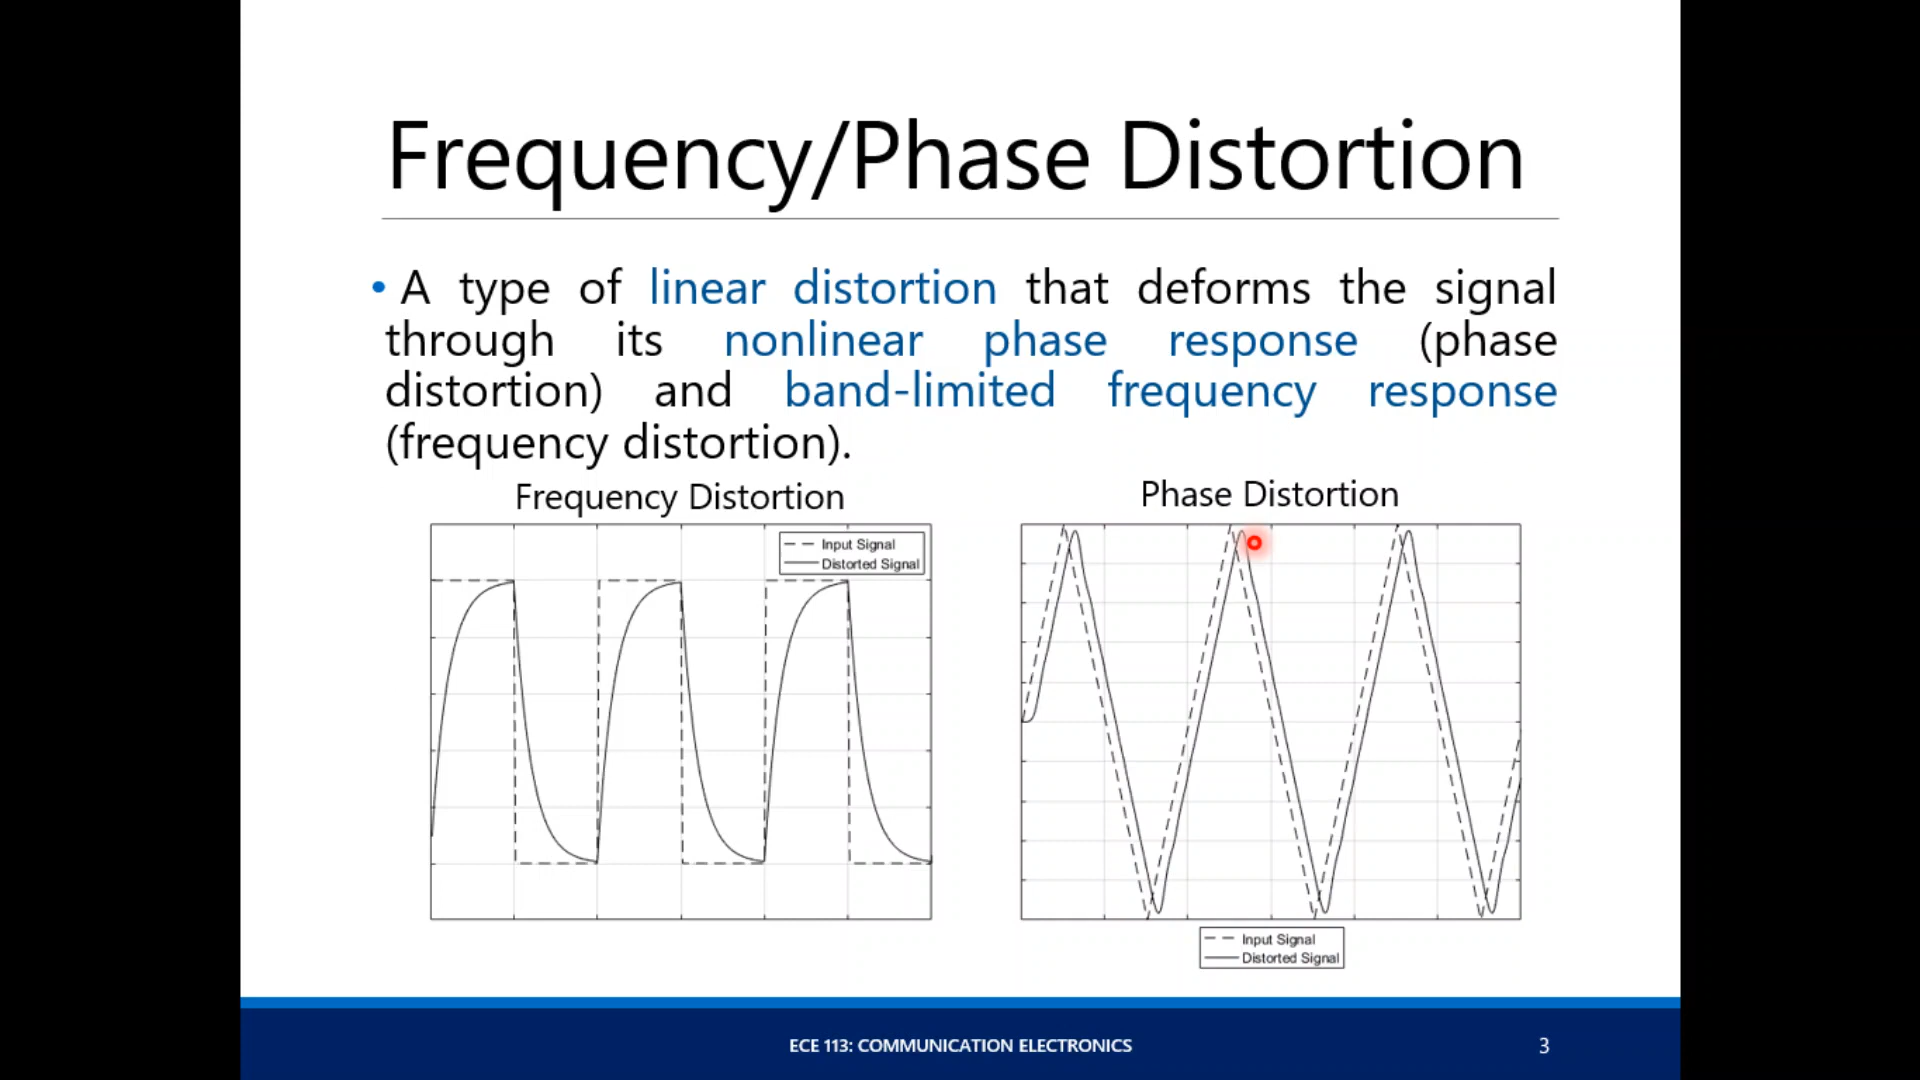 Frequency/Phase Distortion
• A type of linear distortion that deforms the signal
through its nonlinear phase response (phase
distortion) and band-limited frequency response
(frequency distortion).
Frequency Distortion
Input Signal
Distorted Signal
Phase Distortion
Input Signal
Distorted Signal
ECE 113: COMMUNICATION ELECTRONICS
3